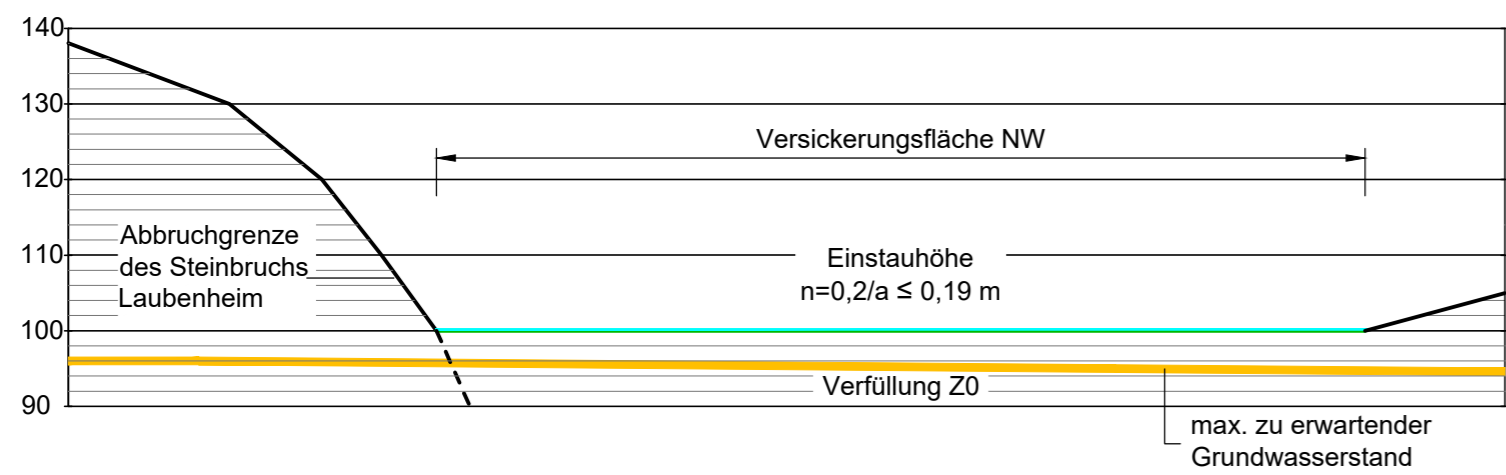 140
130
120
110
100
90
Versickerungsfläche NW
Abbruchgrenze
des Steinbruchs
Laubenheim
Einstauhöhe
n=0,2/a ≤ 0,19 m
Verfüllung Z0
max. zu erwartender
Grundwasserstand